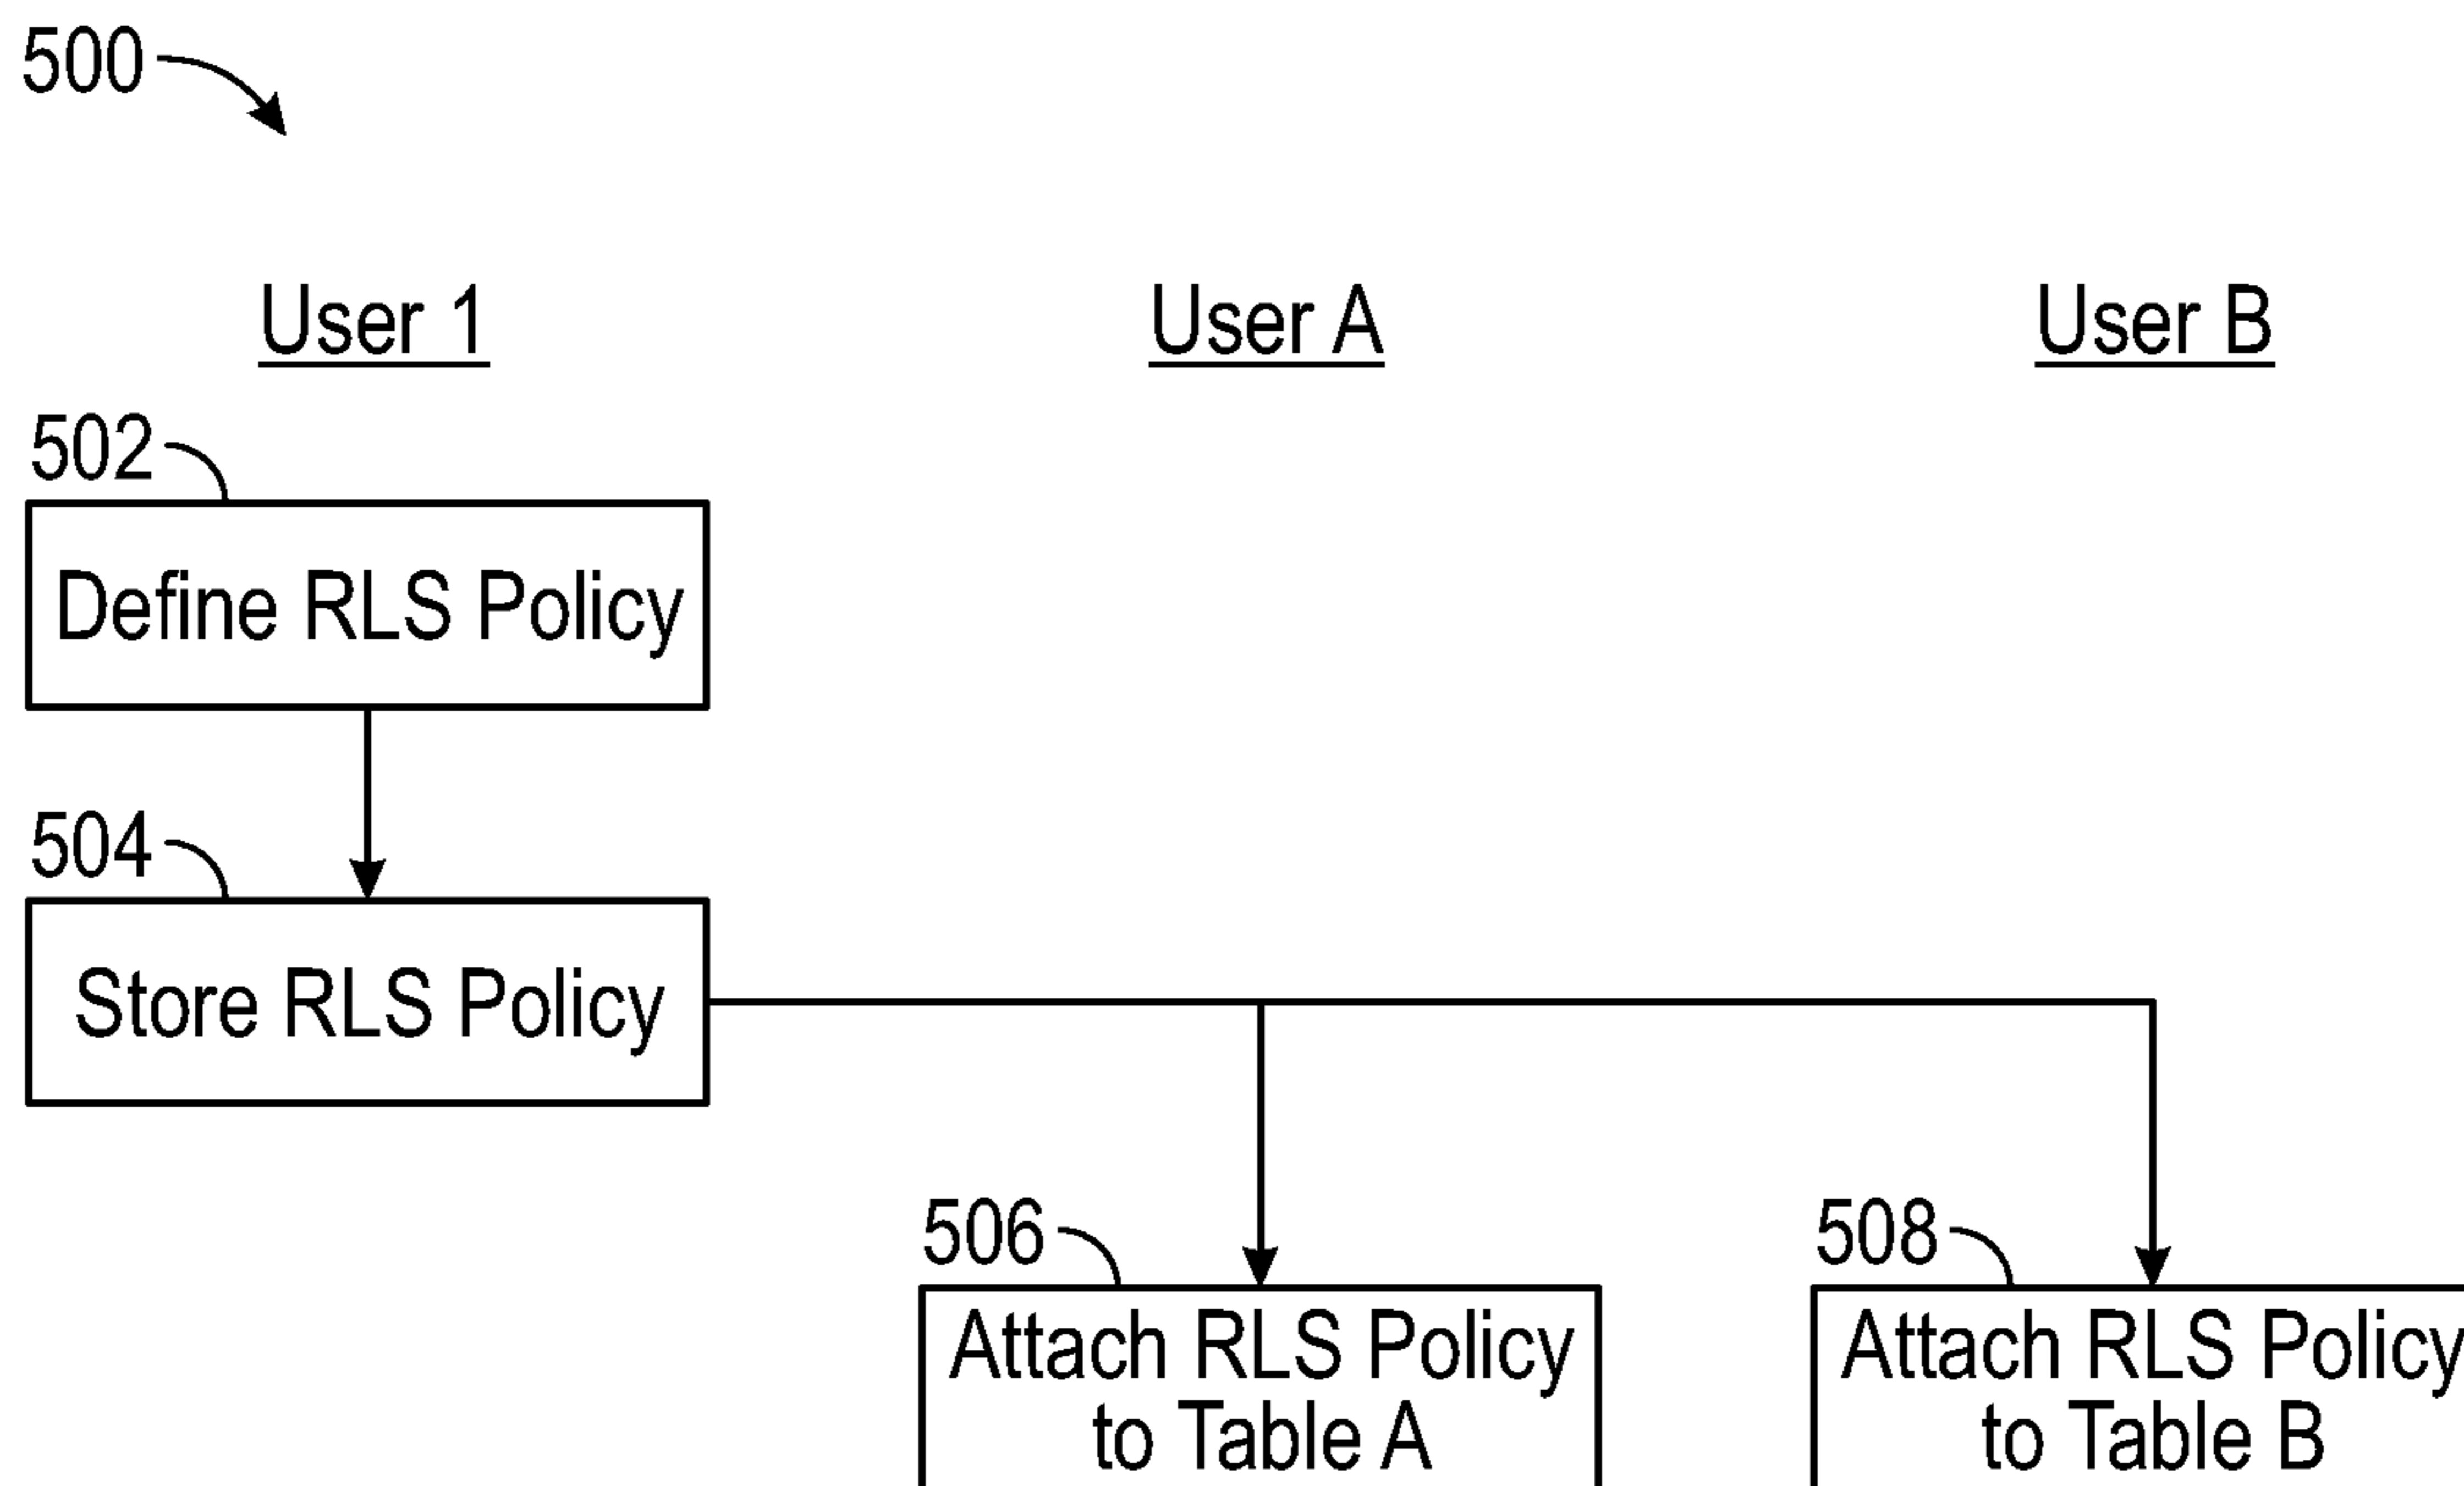 500
User 1
User A
User B
502
Define RLS Policy
504
Store RLS Policy
506
508
Attach RLS Policy
to Table A
Attach RLS Policy
to Table B